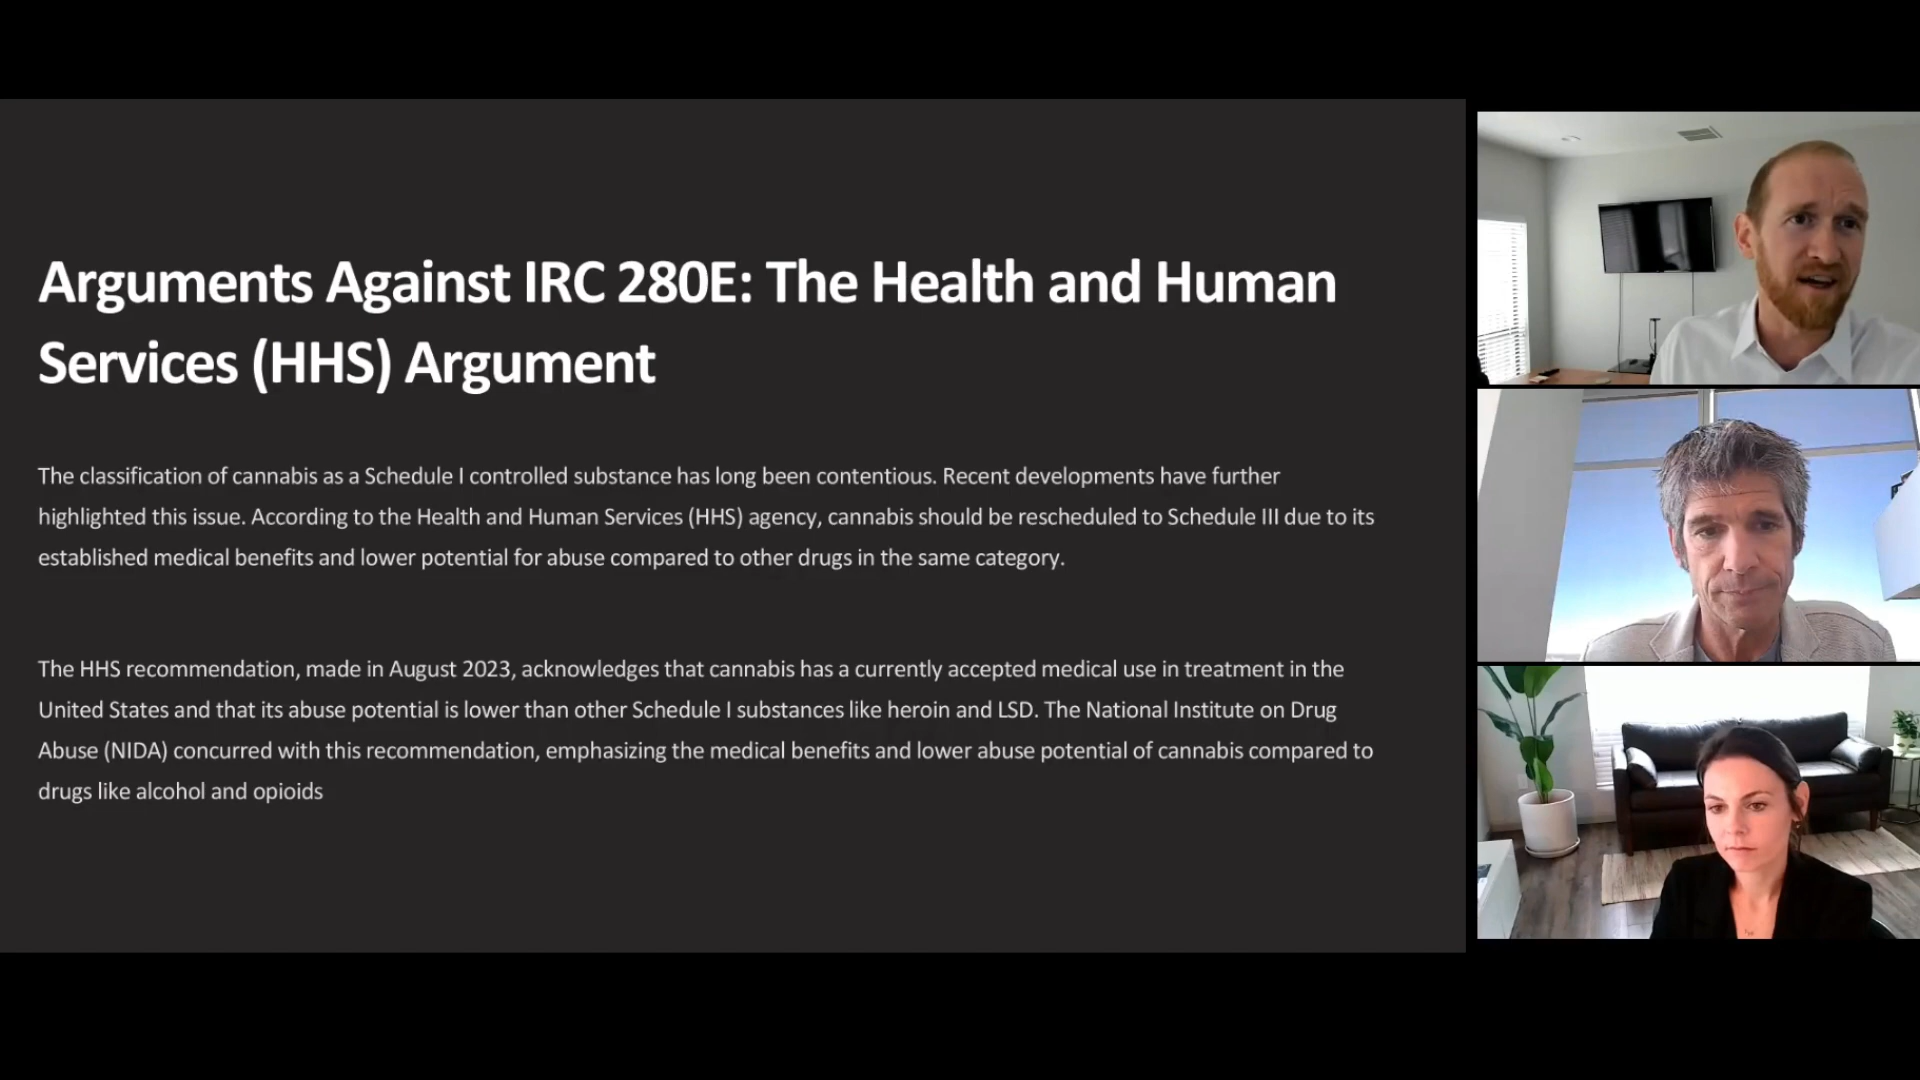 Arguments Against IRC 280E: The Health and Human
Services (HHS) Argument
The classification of cannabis as a Schedule I controlled substance has long been contentious. Recent developments have further
highlighted this issue. According to the Health and Human Services (HHS) agency, cannabis should be rescheduled to Schedule III due to its
established medical benefits and lower potential for abuse compared to other drugs in the same category.
The HHS recommendation, made in August 2023, acknowledges that cannabis has a currently accepted medical use in treatment in the
United States and that its abuse potential is lower than other Schedule I substances like heroin and LSD. The National Institute on Drug
Abuse (NIDA) concurred with this recommendation, emphasizing the medical benefits and lower abuse potential of cannabis compared to
drugs like alcohol and opioids